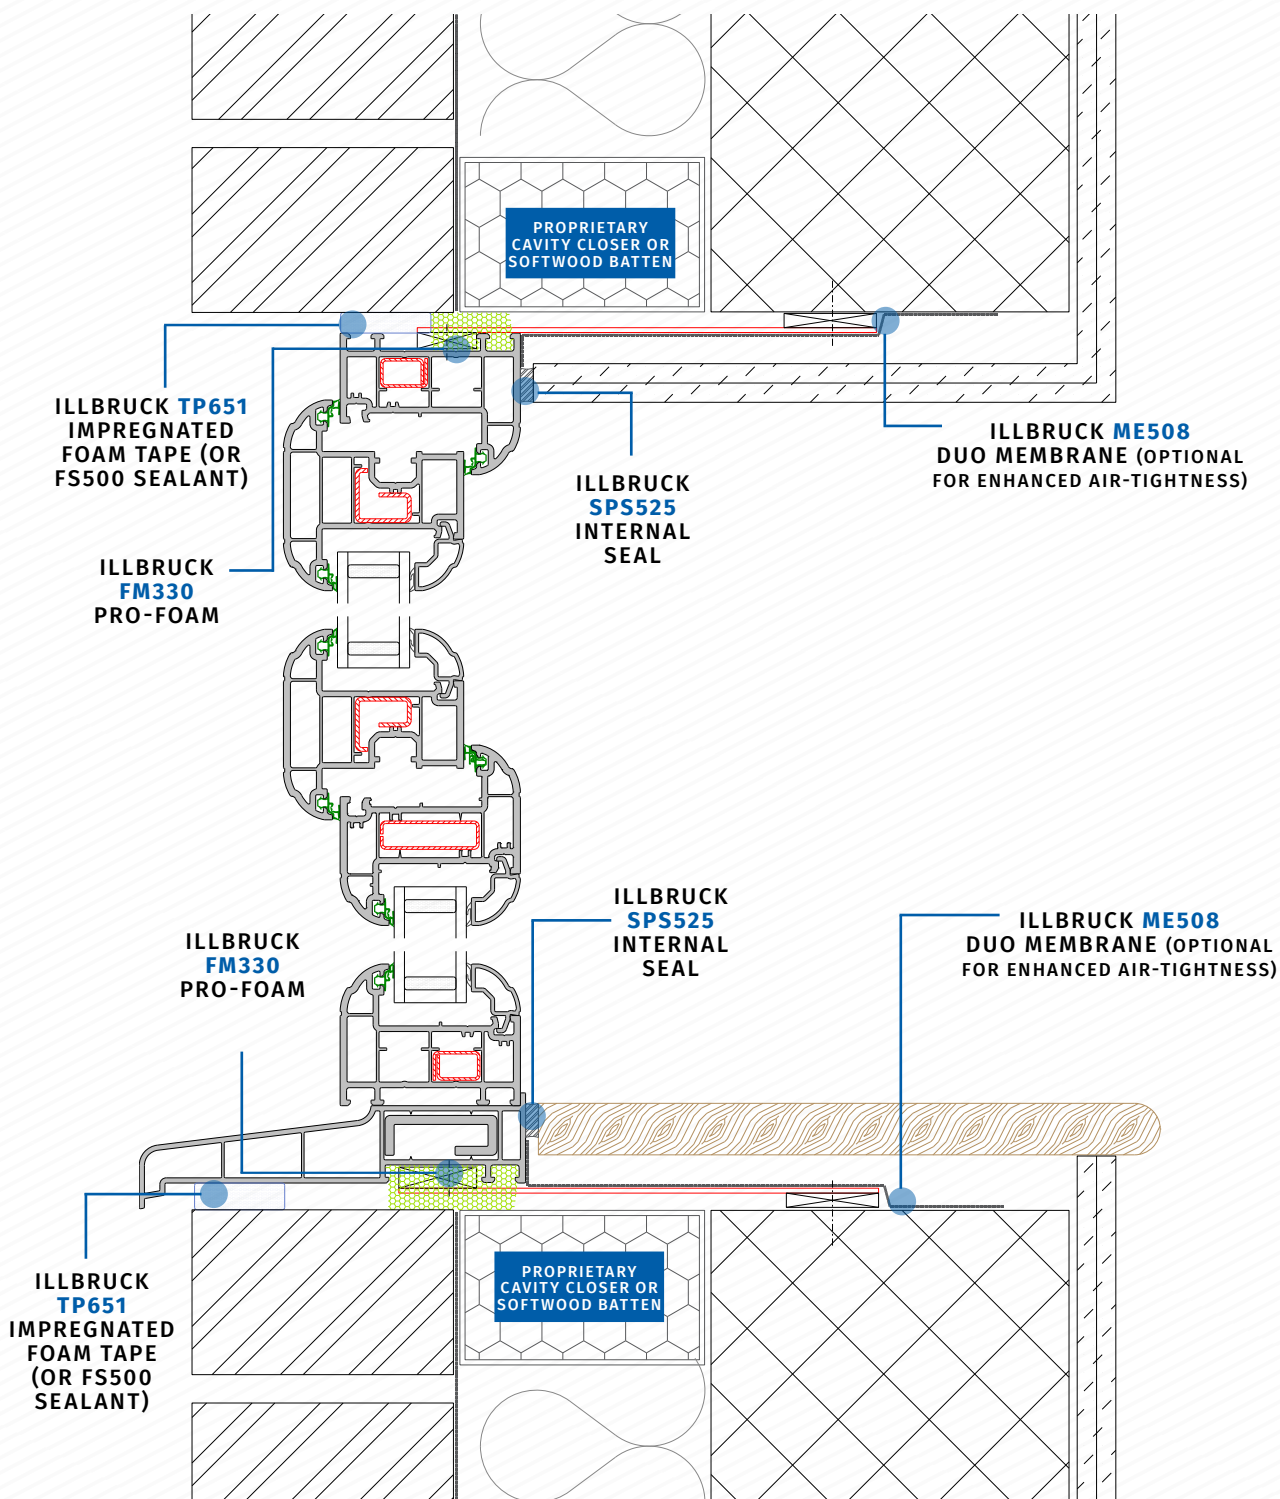 PROPRIETARY
CAVITY CLOSER OR
SOFTWOOD BATTEN
ILLBRUCK TP651
IMPREGNATED
FOAM TAPE (OR
FS500 SEALANT)
ILLBRUCK ME508
DUO MEMBRANE (OPTIONAL
FOR ENHANCED AIR-TIGHTNESS)
ILLBRUCK
SPS525
INTERNAL
SEAL
ILLBRUCK
FM330
PRO-FOAM
ILLBRUCK
SPS525
INTERNAL
SEAL
ILLBRUCK ME508
DUO MEMBRANE (OPTIONAL
FOR ENHANCED AIR-TIGHTNESS)
ILLBRUCK
FM330
PRO-FOAM
PROPRIETARY
CAVITY CLOSER OR
SOFTWOOD BATTEN
ILLBRUCK
TP651
IMPREGNATED
FOAM TAPE
(OR FS500
SEALANT)